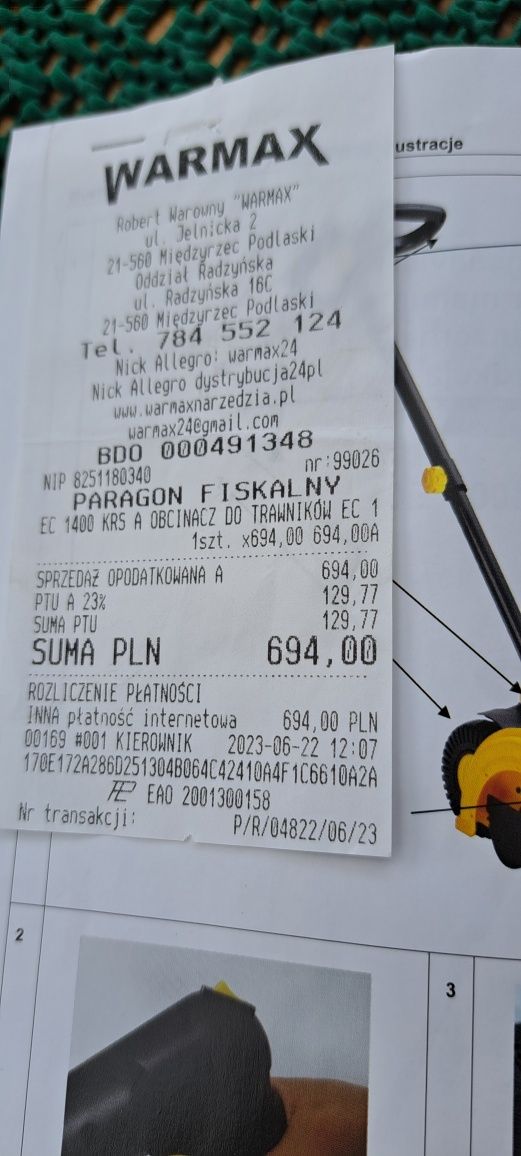 WARMAX
Robert Warowny "WARMAX"
ul. Jelnicka 2
21-560 Międzyrzec Podlaski
Oddział Radzyńska
ul. Radzyńska 16C
21-560 Międzyrzec Podlaski
Tel. 784 552 124
Nick Allegro: warmax24
Nick Allegro dystrybucja24pl
www.warmaxnarzedzia.pl
warmax24@gmail.com
BDO 000491348
NIP 8251180340 nr:99026
PARAGON FISKALNY
EC 1400 KRS A OBCINACZ DO TRAWNIKÓW EC 1
1szt. x694,00 694,00A
SPRZEDAŻ OPODATKOWANA A 694,00
PTU A 23% 129,77
SUMA PTU 129,77
SUMA PLN 694,00
ROZLICZENIE PŁATNOŚCI
INNA płatność internetowa 694,00 PLN
00169 #001 KIEROWNIK 2023-06-22 12:07
170E172A286D251304B064C42410A4F1C6610A2A
EAO 2001300158
Nr transakcji: P/R/04822/06/23
ustracje
2
3